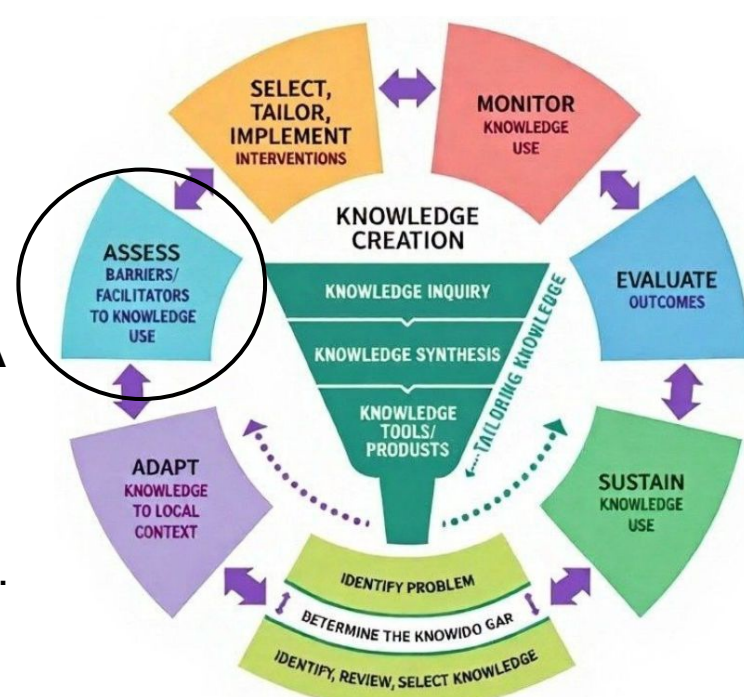 SELECT,
TAILOR,
IMPLEMENT
INTERVENTIONS
MONITOR
KNOWLEDGE
USE
ASSESS
BARRIERS/
FACILITATORS
TO KNOWLEDGE
USE
KNOWLEDGE
CREATION
EVALUATE
OUTCOMES
KNOWLEDGE INQUIRY
KNOWLEDGE SYNTHESIS
KNOWLEDGE
TOOLS/
PRODUSTS
TAILORING KNOWLEDGE
A
ADAPT
KNOWLEDGE
TO LOCAL
CONTEXT
SUSTAIN
KNOWLEDGE
USE
.
IDENTIFY PROBLEM
BETERMINE THE KNOWIDO GAR
IDENTIFY, REVIEW, SELECT KNOWLEDGE